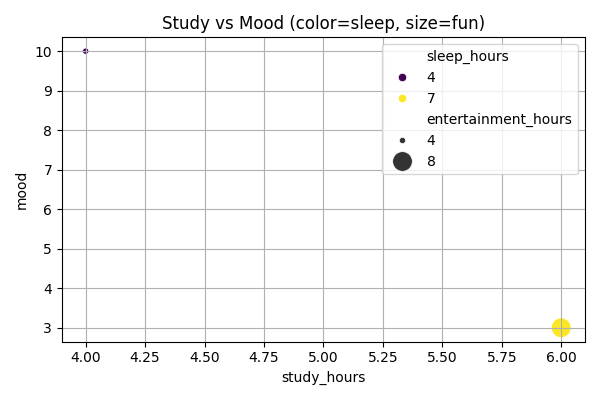 Study vs Mood (color=sleep, size=fun)
10
9
8
7
6
5
4
3
mood
sleep_hours
4
7
entertainment_hours
4
8
4.00 4.25 4.50 4.75 5.00 5.25 5.50 5.75 6.00
study_hours